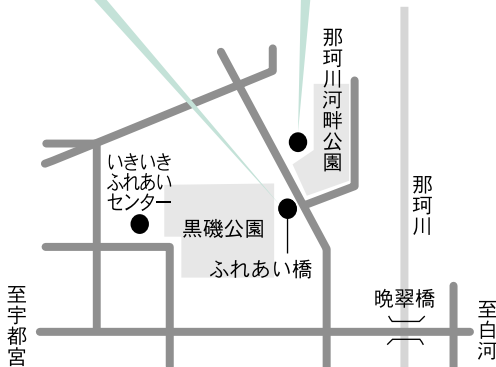 那珂川河畔公園
いきいき
ふれあい
センター
黒磯公園
ふれあい橋
那珂川
晩翠橋
至宇都宮
至白河